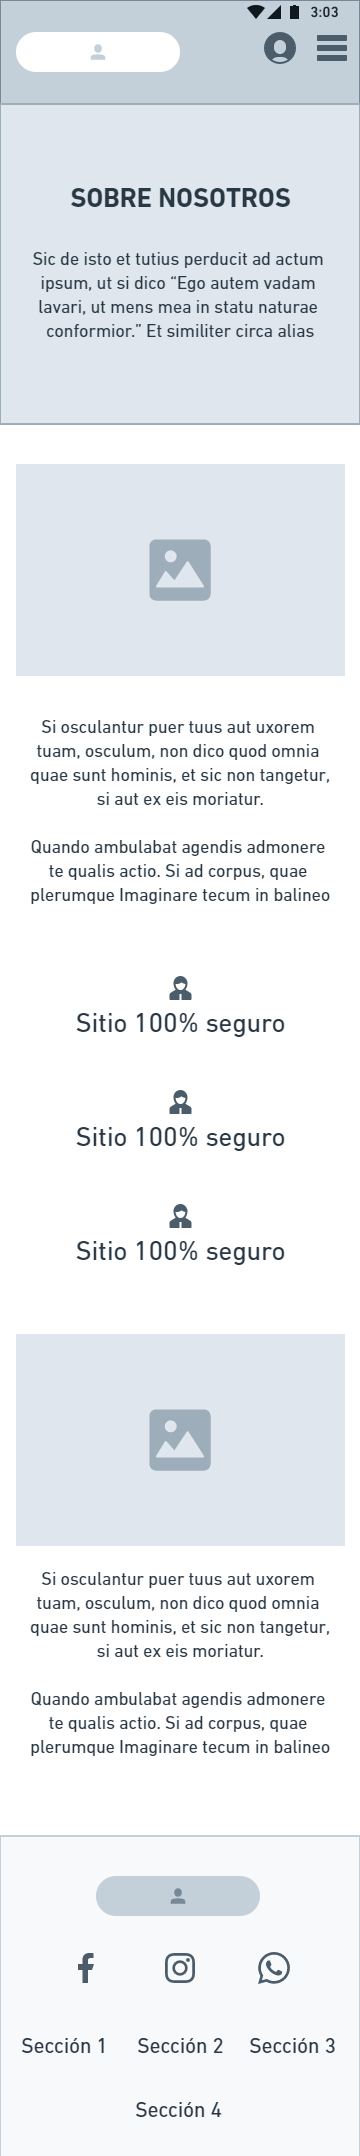 3:03
SOBRE NOSOTROS
Sic de isto et tutius perducit ad actum
ipsum, ut si dico “Ego autem vadam
lavari, ut mens mea in statu naturae
conformior.” Et similiter circa alias
Si osculantur puer tuus aut uxorem
tuam, osculum, non dico quod omnia
quae sunt hominis, et sic non tangetur,
si aut ex eis moriatur.
Quando ambulabat agendis admonere
te qualis actio. Si ad corpus, quae
plerumque Imaginare tecum in balineo
Sitio 100% seguro
Sitio 100% seguro
Sitio 100% seguro
Si osculantur puer tuus aut uxorem
tuam, osculum, non dico quod omnia
quae sunt hominis, et sic non tangetur,
si aut ex eis moriatur.
Quando ambulabat agendis admonere
te qualis actio. Si ad corpus, quae
plerumque Imaginare tecum in balineo
Sección 1 Sección 2 Sección 3
Sección 4